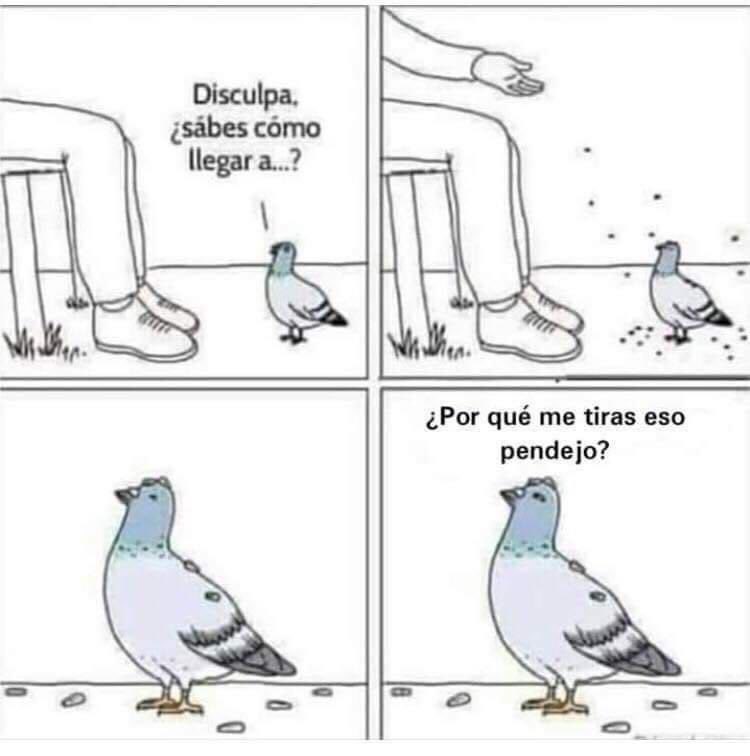 Disculpa,
¿sábes cómo
llegar a...?
¿Por qué me tiras eso
pendejo?